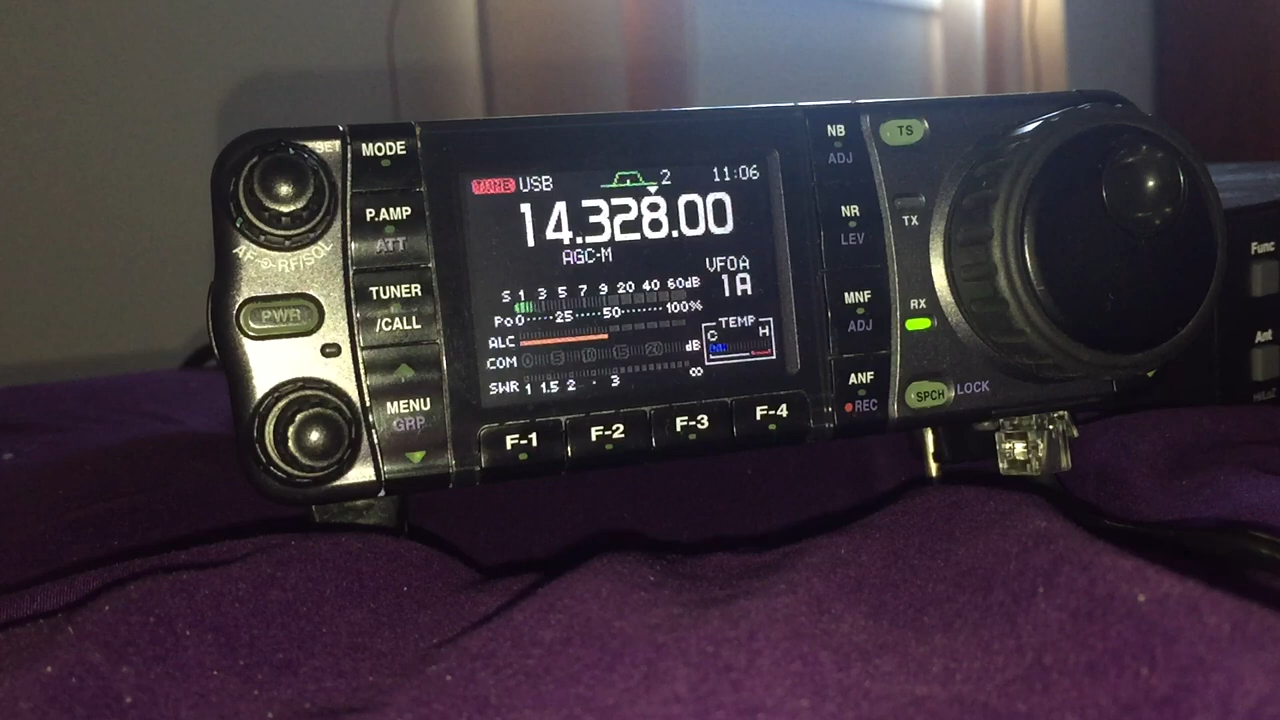 SET
AF RF/SQL
PWR
MODE
P.AMP
ATT
TUNER
/CALL
MENU
GRP
TUNE USB 2 11:06
14.328.00
AGC-M
VFOA
1A
S 1 3 5 7 9 20 40 60dB
Po 0 25 50 100%
ALC
COM 0 5 10 15 20 dB
SWR 1 1.5 2 3 ∞
TEMP
C H
F-1 F-2 F-3 F-4
NB
ADJ
NR
LEV
MNF
ADJ
ANF
REC
TS
TX
RX
SPCH LOCK
Func
Ant